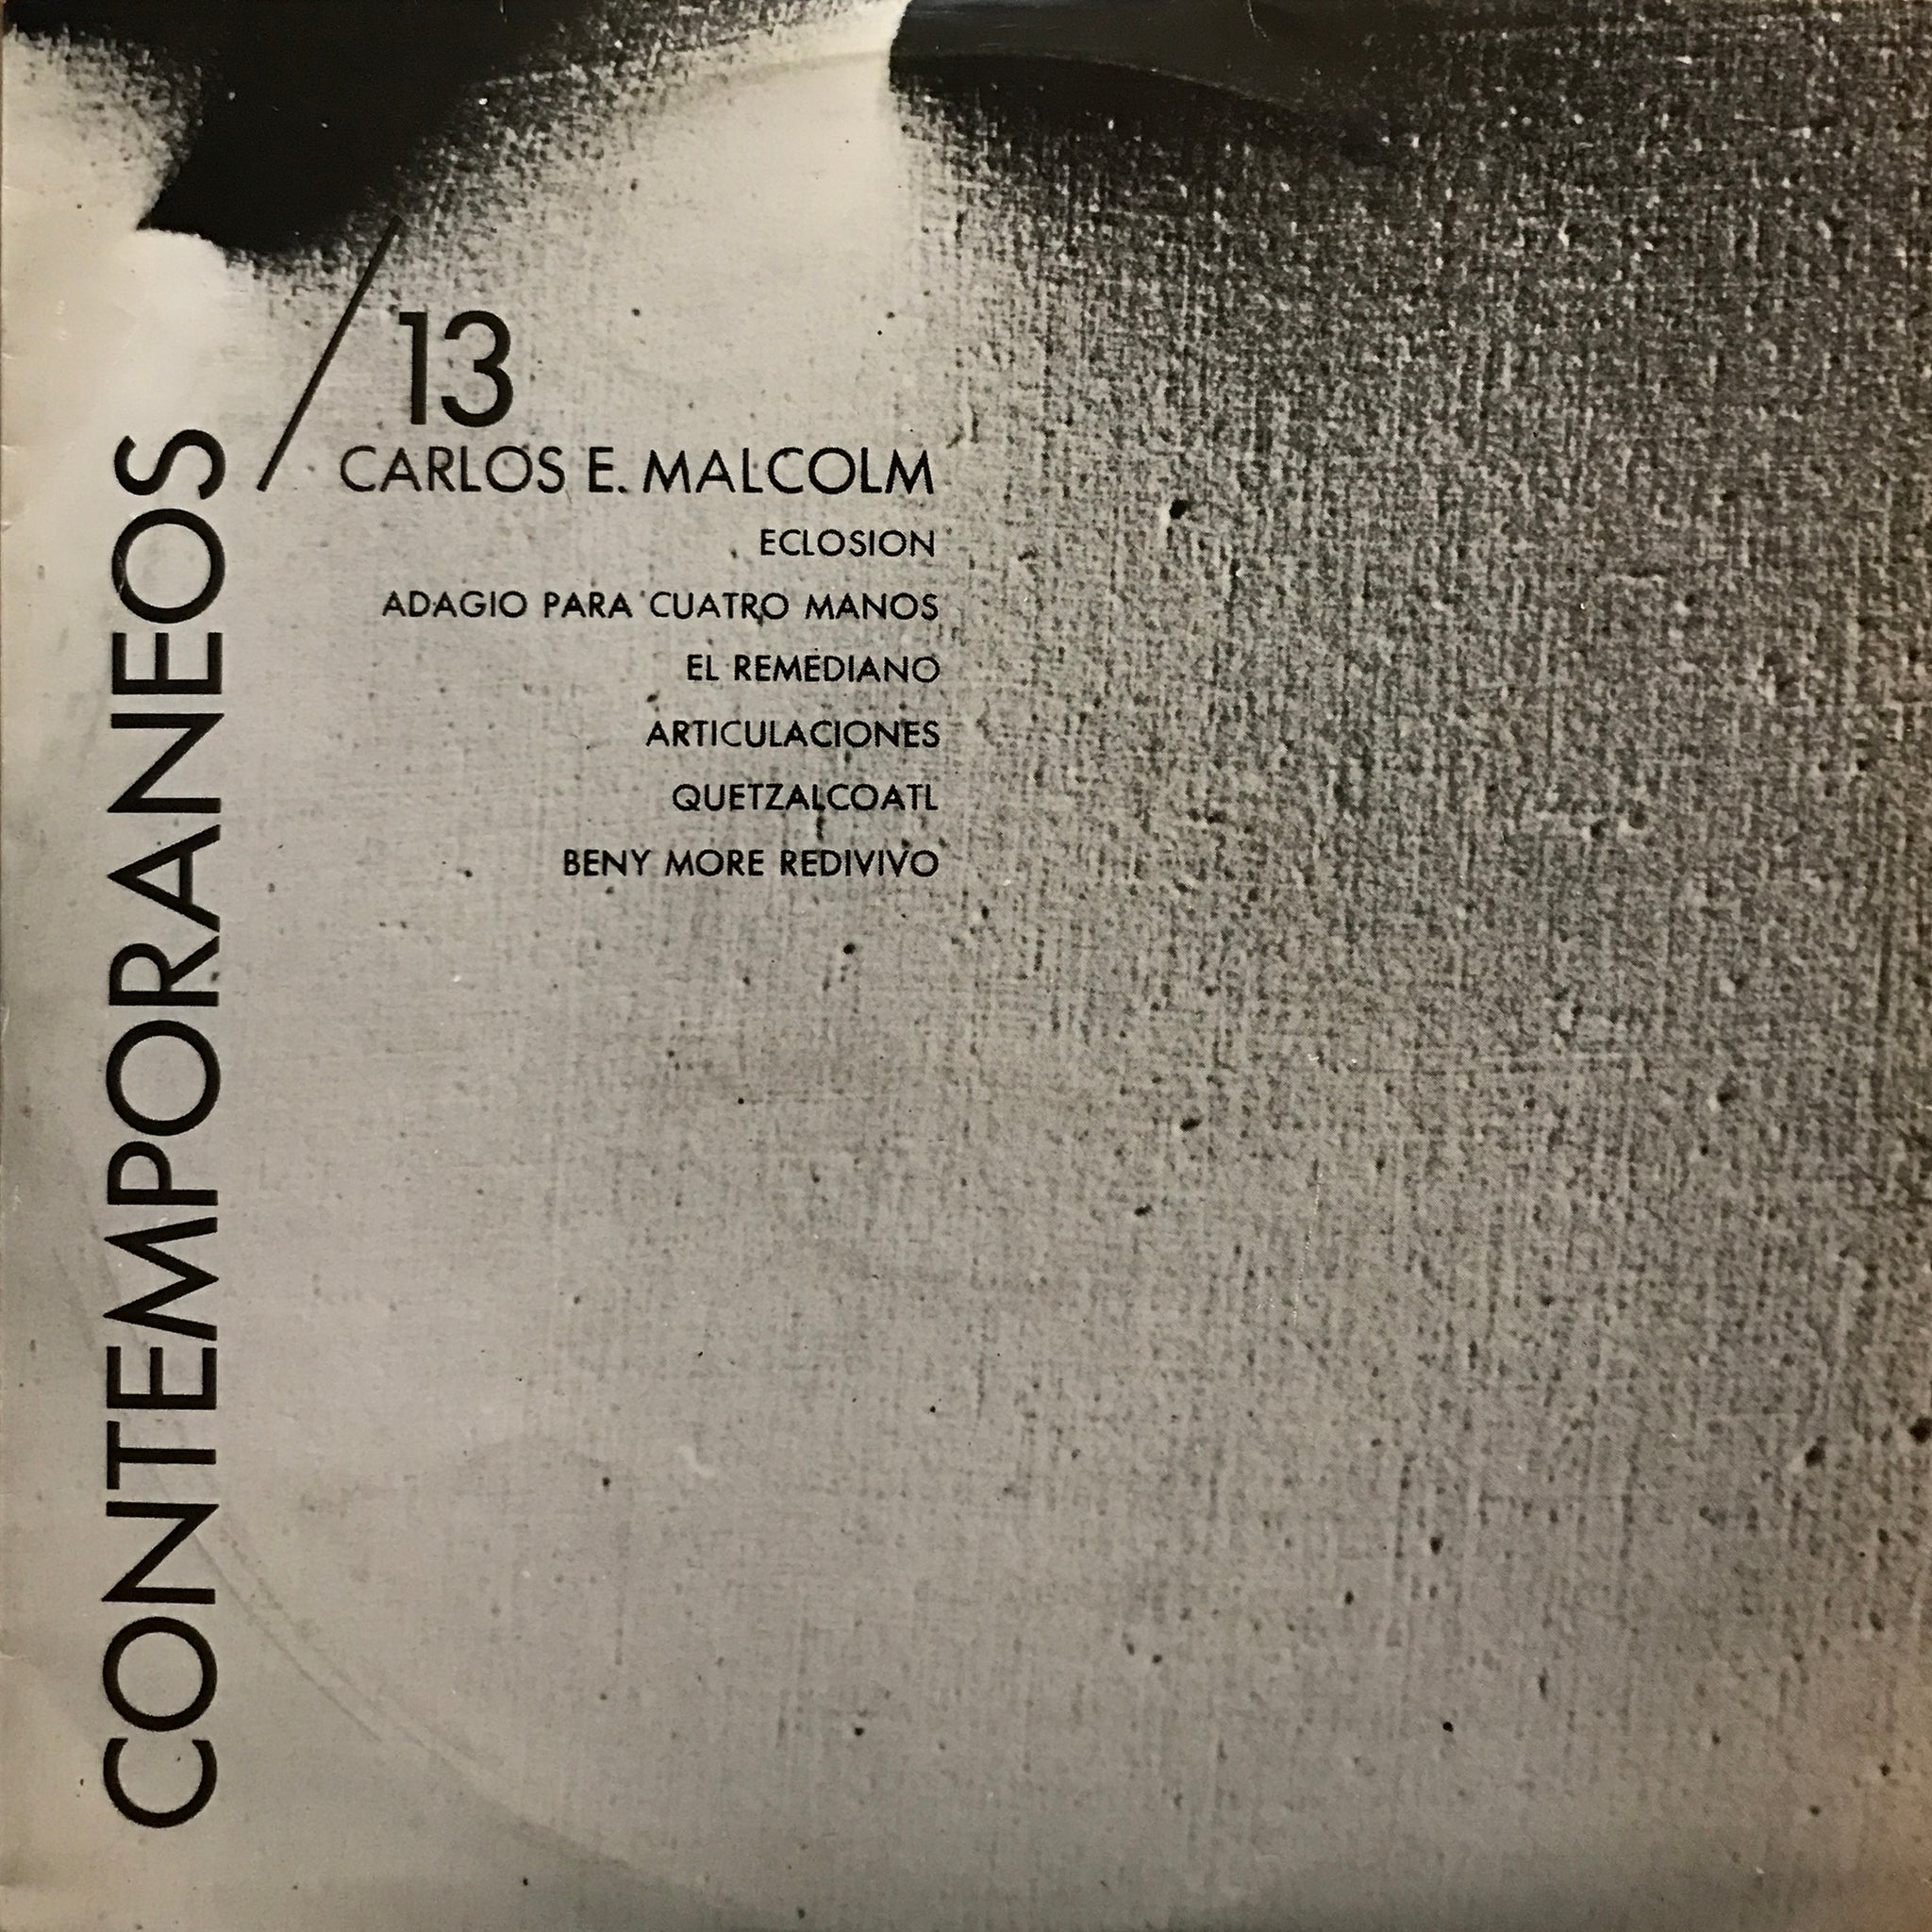 CONTEMPORANEOS
/13
CARLOS E. MALCOLM
ECLOSION
ADAGIO PARA CUATRO MANOS
EL REMEDIANO
ARTICULACIONES
QUETZALCOATL
BENY MORE REDIVIVO